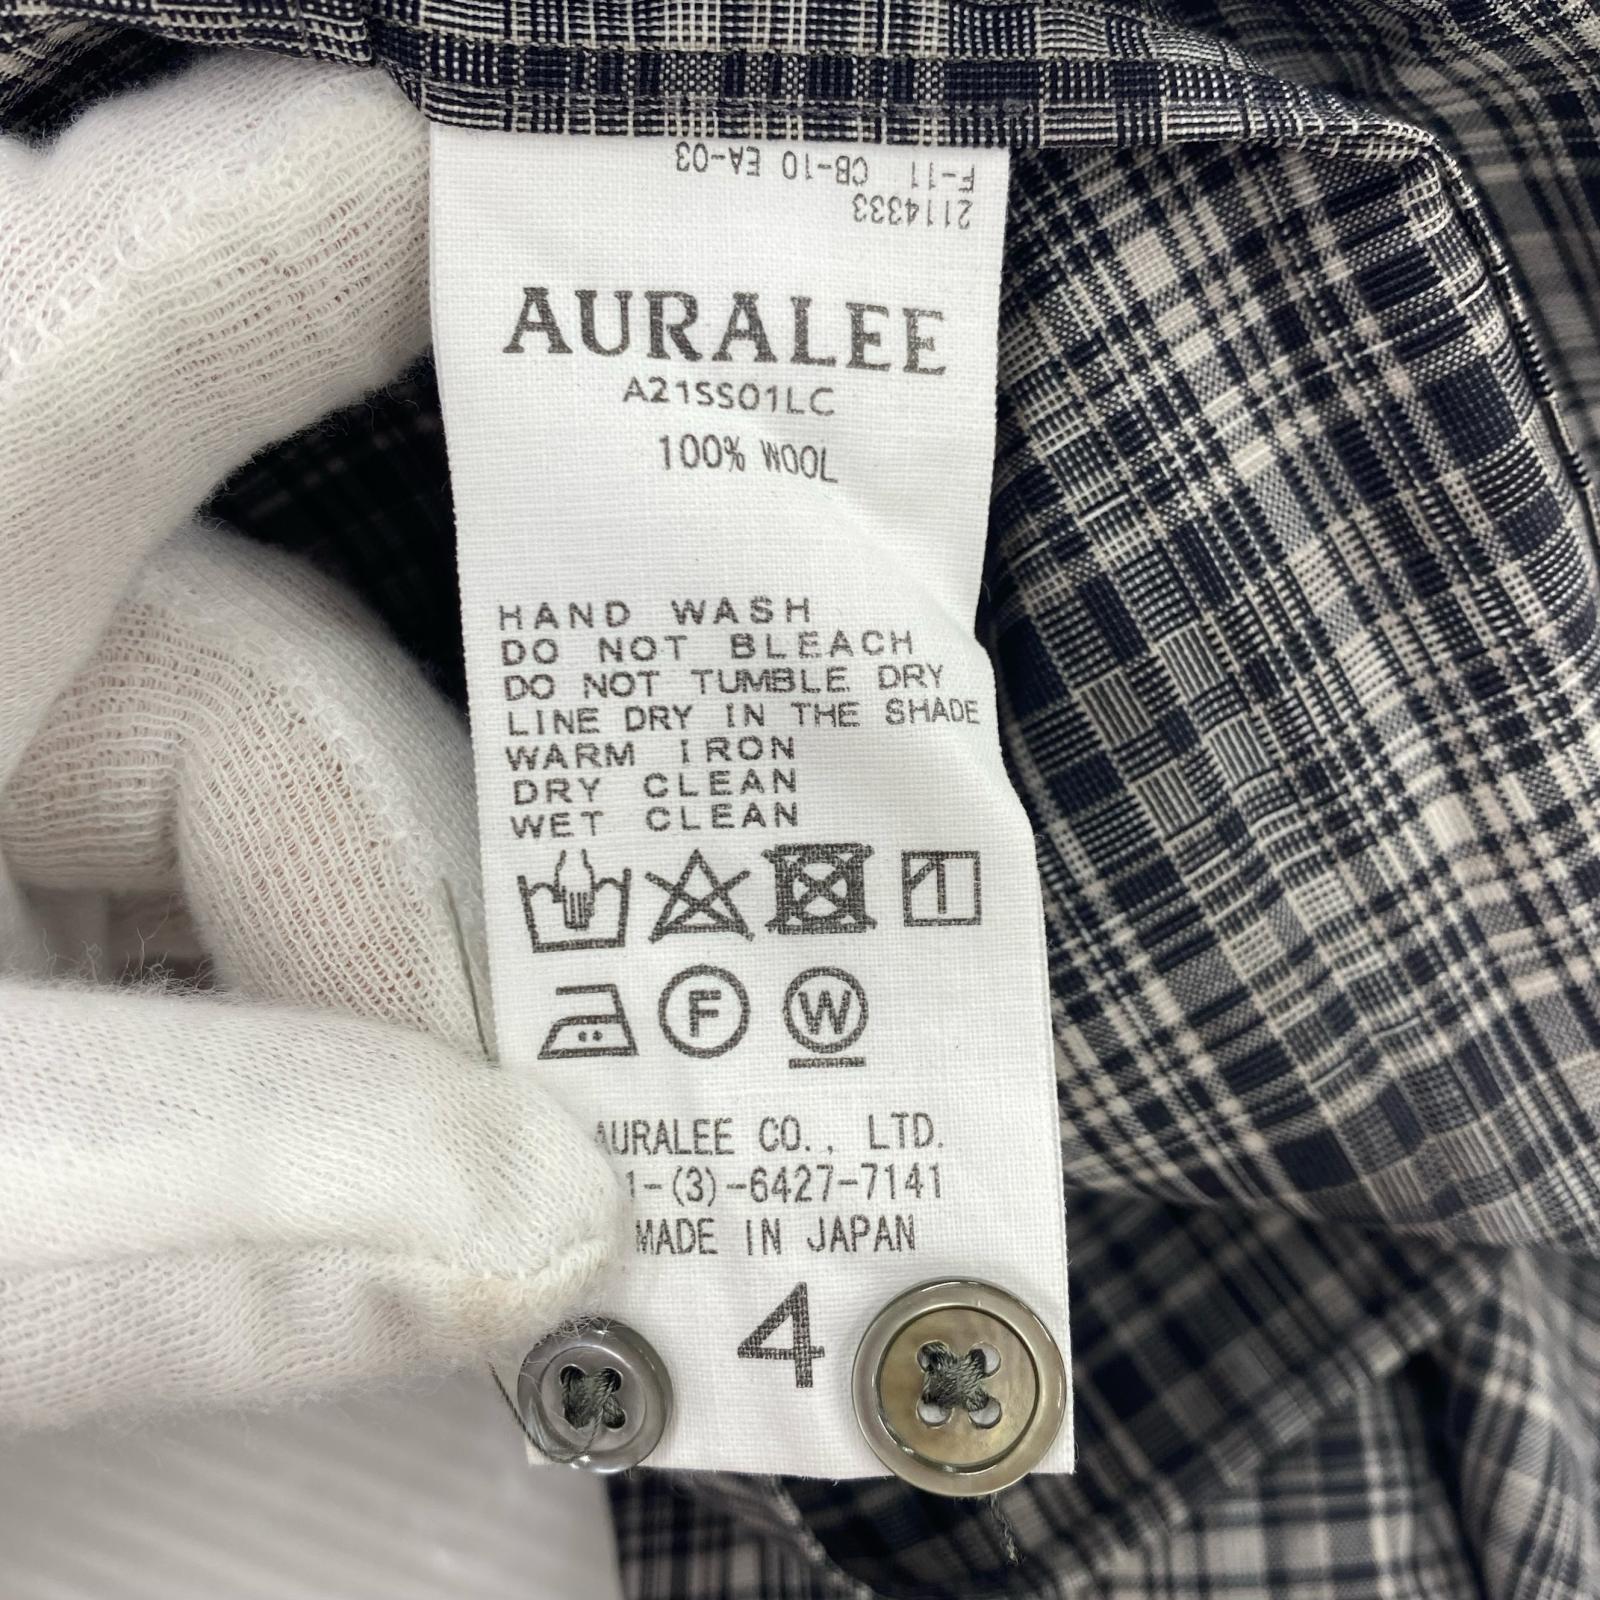 F-11 CB-10 EA-03
2114333
AURALEE
A21SS01LC
100% WOOL
HAND WASH
DO NOT BLEACH
DO NOT TUMBLE DRY
LINE DRY IN THE SHADE
WARM IRON
DRY CLEAN
WET CLEAN
F W
AURALEE CO., LTD.
1-(3)-6427-7141
MADE IN JAPAN
4